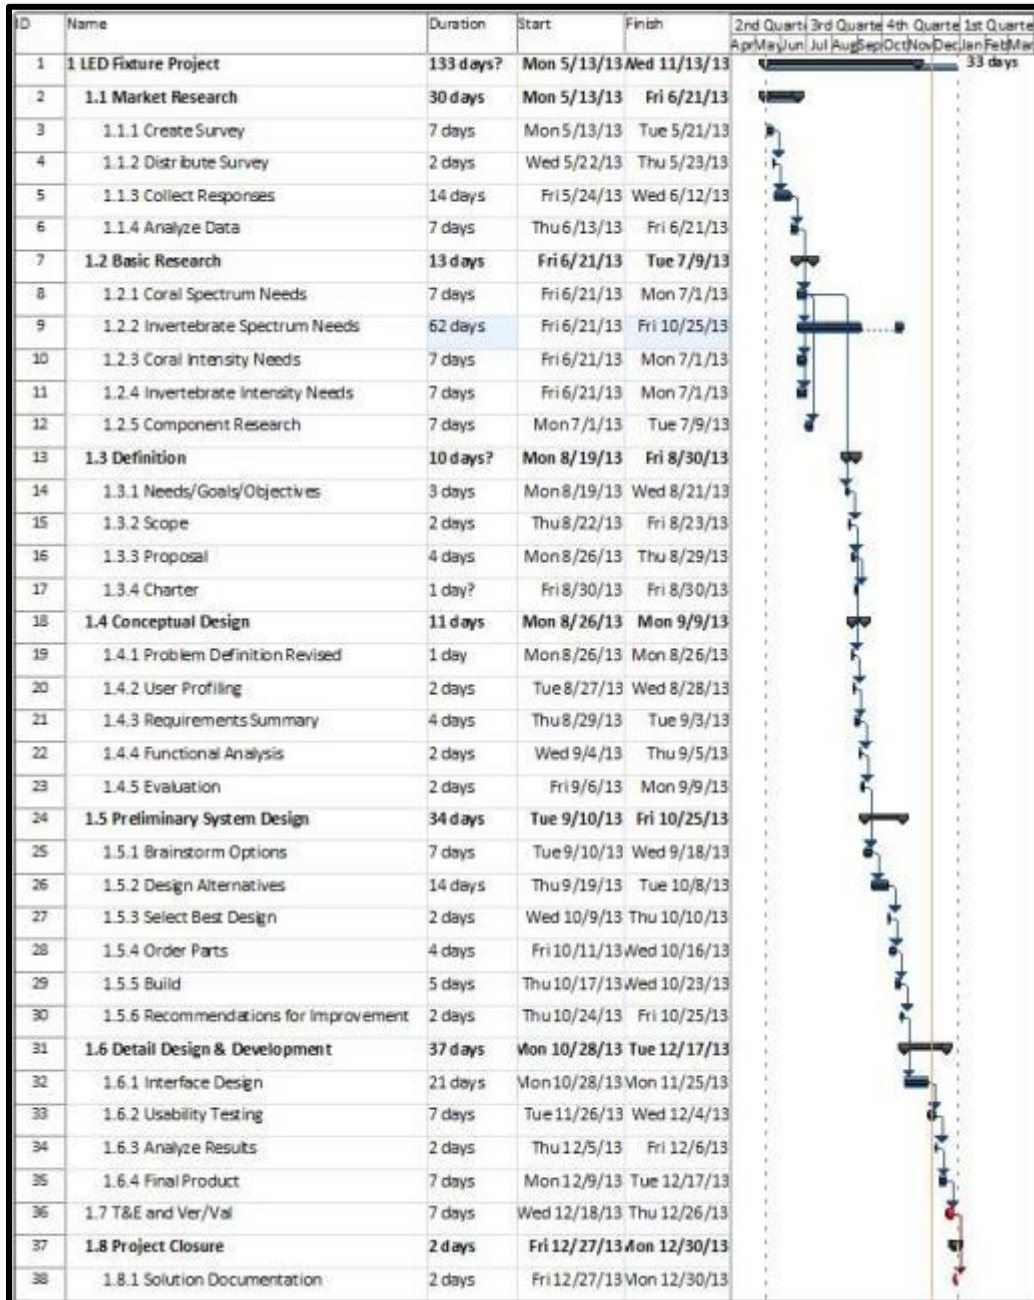 ID Name Duration Start Finish 2nd Quarte 3rd Quarte 4th Quarte 1st Quarte
Apr May Jun Jul Aug Sep Oct Nov Dec Jan Feb Mar
1 1 LED Fixture Project 133 days? Mon 5/13/13 Wed 11/13/13 33 days
2 1.1 Market Research 30 days Mon 5/13/13 Fri 6/21/13
3 1.1.1 Create Survey 7 days Mon 5/13/13 Tue 5/21/13
4 1.1.2 Distribute Survey 2 days Wed 5/22/13 Thu 5/23/13
5 1.1.3 Collect Responses 14 days Fri 5/24/13 Wed 6/12/13
6 1.1.4 Analyze Data 7 days Thu 6/13/13 Fri 6/21/13
7 1.2 Basic Research 13 days Fri 6/21/13 Tue 7/9/13
8 1.2.1 Coral Spectrum Needs 7 days Fri 6/21/13 Mon 7/1/13
9 1.2.2 Invertebrate Spectrum Needs 62 days Fri 6/21/13 Fri 10/25/13
10 1.2.3 Coral Intensity Needs 7 days Fri 6/21/13 Mon 7/1/13
11 1.2.4 Invertebrate Intensity Needs 7 days Fri 6/21/13 Mon 7/1/13
12 1.2.5 Component Research 7 days Mon 7/1/13 Tue 7/9/13
13 1.3 Definition 10 days? Mon 8/19/13 Fri 8/30/13
14 1.3.1 Needs/Goals/Objectives 3 days Mon 8/19/13 Wed 8/21/13
15 1.3.2 Scope 2 days Thu 8/22/13 Fri 8/23/13
16 1.3.3 Proposal 4 days Mon 8/26/13 Thu 8/29/13
17 1.3.4 Charter 1 day? Fri 8/30/13 Fri 8/30/13
18 1.4 Conceptual Design 11 days Mon 8/26/13 Mon 9/9/13
19 1.4.1 Problem Definition Revised 1 day Mon 8/26/13 Mon 8/26/13
20 1.4.2 User Profiling 2 days Tue 8/27/13 Wed 8/28/13
21 1.4.3 Requirements Summary 4 days Thu 8/29/13 Tue 9/3/13
22 1.4.4 Functional Analysis 2 days Wed 9/4/13 Thu 9/5/13
23 1.4.5 Evaluation 2 days Fri 9/6/13 Mon 9/9/13
24 1.5 Preliminary System Design 34 days Tue 9/10/13 Fri 10/25/13
25 1.5.1 Brainstorm Options 7 days Tue 9/10/13 Wed 9/18/13
26 1.5.2 Design Alternatives 14 days Thu 9/19/13 Tue 10/8/13
27 1.5.3 Select Best Design 2 days Wed 10/9/13 Thu 10/10/13
28 1.5.4 Order Parts 4 days Fri 10/11/13 Wed 10/16/13
29 1.5.5 Build 5 days Thu 10/17/13 Wed 10/23/13
30 1.5.6 Recommendations for Improvement 2 days Thu 10/24/13 Fri 10/25/13
31 1.6 Detail Design & Development 37 days Mon 10/28/13 Tue 12/17/13
32 1.6.1 Interface Design 21 days Mon 10/28/13 Mon 11/25/13
33 1.6.2 Usability Testing 7 days Tue 11/26/13 Wed 12/4/13
34 1.6.3 Analyze Results 2 days Thu 12/5/13 Fri 12/6/13
35 1.6.4 Final Product 7 days Mon 12/9/13 Tue 12/17/13
36 1.7 T&E and Ver/Val 7 days Wed 12/18/13 Thu 12/26/13
37 1.8 Project Closure 2 days Fri 12/27/13 Mon 12/30/13
38 1.8.1 Solution Documentation 2 days Fri 12/27/13 Mon 12/30/13